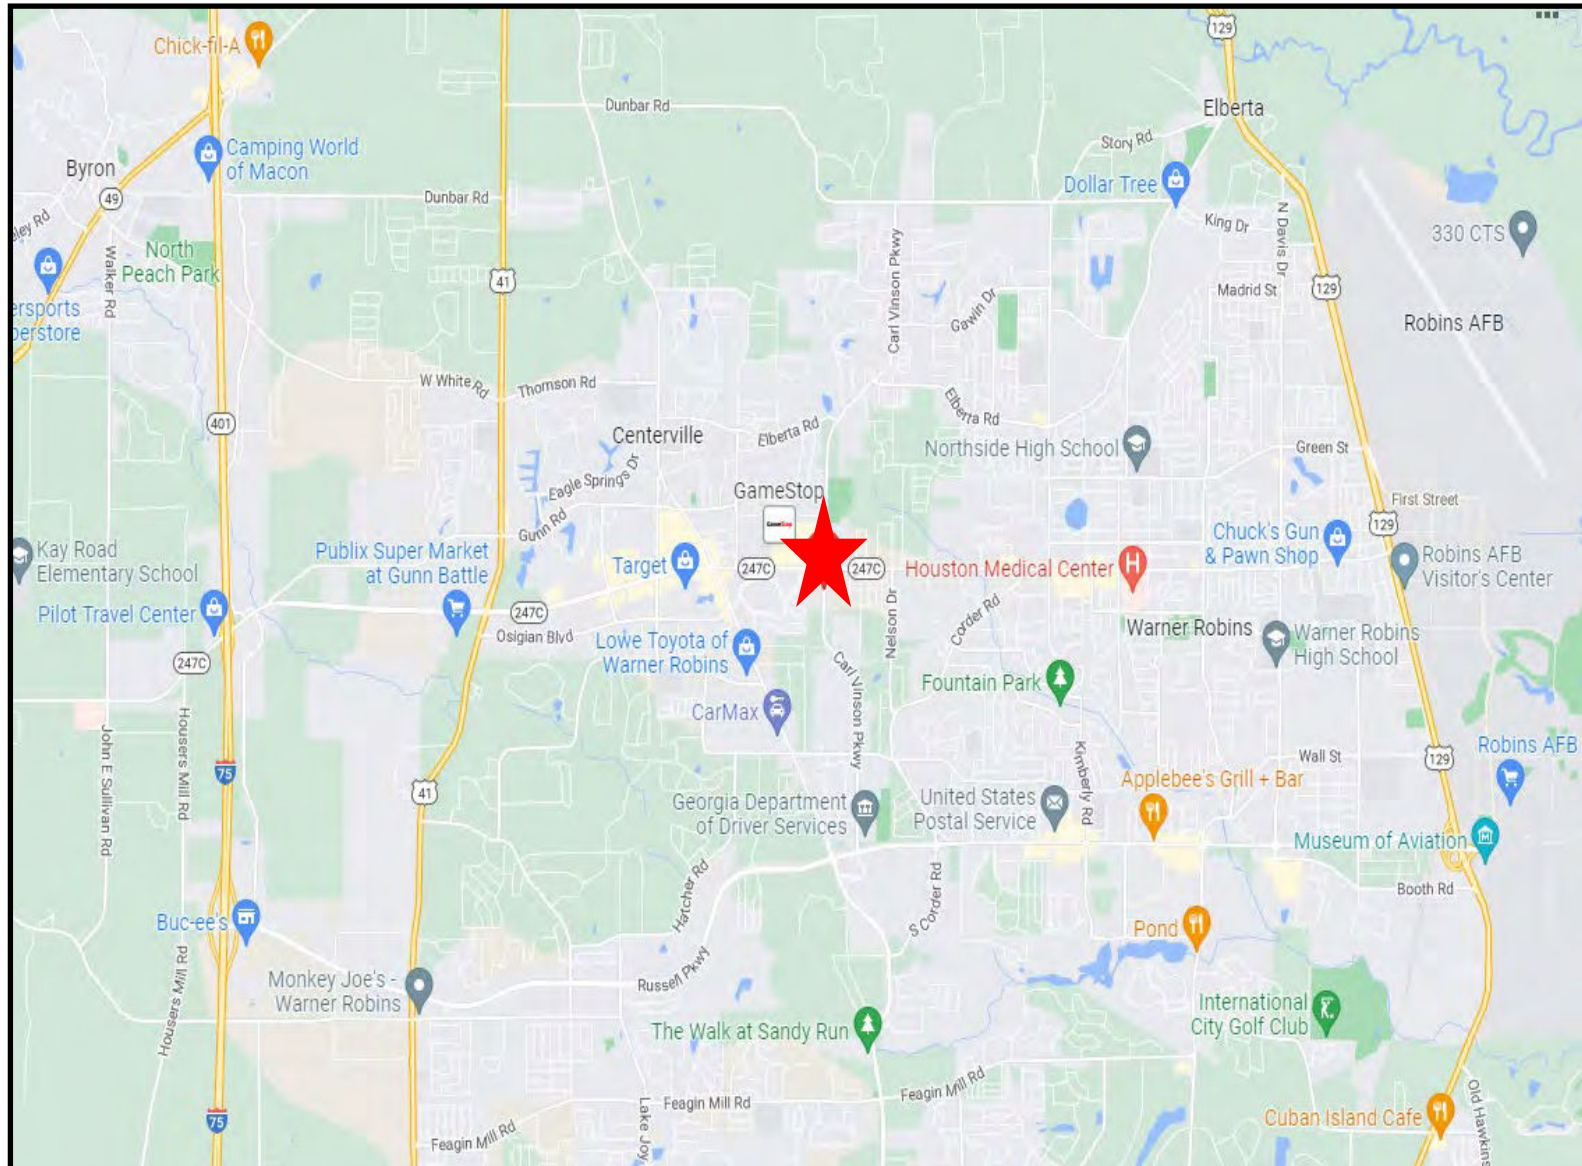 129
Chick-fil-A
Elberta
Dunbar Rd
Story Rd
Camping World
of Macon
Byron
Dollar Tree
49
Dunbar Rd
King Dr
N Davis Dr
330 CTS
North
Peach Park
Walker Rd
41
Carl Vinson Pkwy
Madrid St
129
ersports
Gawin Dr
Robins AFB
W White Rd
Thornson Rd
401
Centerville
Elberta Rd
Elberta Rd
Northside High School
Green St
Eagle Springs Dr
GameStop
GameStop
First Street
Gunn Rd
129
Chuck's Gun
& Pawn Shop
Kay Road
Elementary School
Publix Super Market
at Gunn Battle
Target
247C
247C
Houston Medical Center
Robins AFB
Visitor's Center
Pilot Travel Center
247C
Osigian Blvd
Nelson Dr
Corder Rd
Warner Robins
Warner Robins
High School
Lowe Toyota of
Warner Robins
247C
Fountain Park
Carl Vinson Pkwy
CarMax
John E Sullivan Rd
Housers Mill Rd
Kimberly Rd
Wall St
Robins AFB
129
75
Applebee's Grill + Bar
41
Georgia Department
of Driver Services
United States
Postal Service
Museum of Aviation
Hatcher Rd
S Corder Rd
Booth Rd
Buc-ee's
Pond
Housers Mill Rd
Monkey Joe's -
Warner Robins
Russell Pkwy
International
City Golf Club
The Walk at Sandy Run
Feagin Mill Rd
Feagin Mill Rd
Lake Joy
Old Hawkins
75
Feagin Mill Rd
Cuban Island Cafe